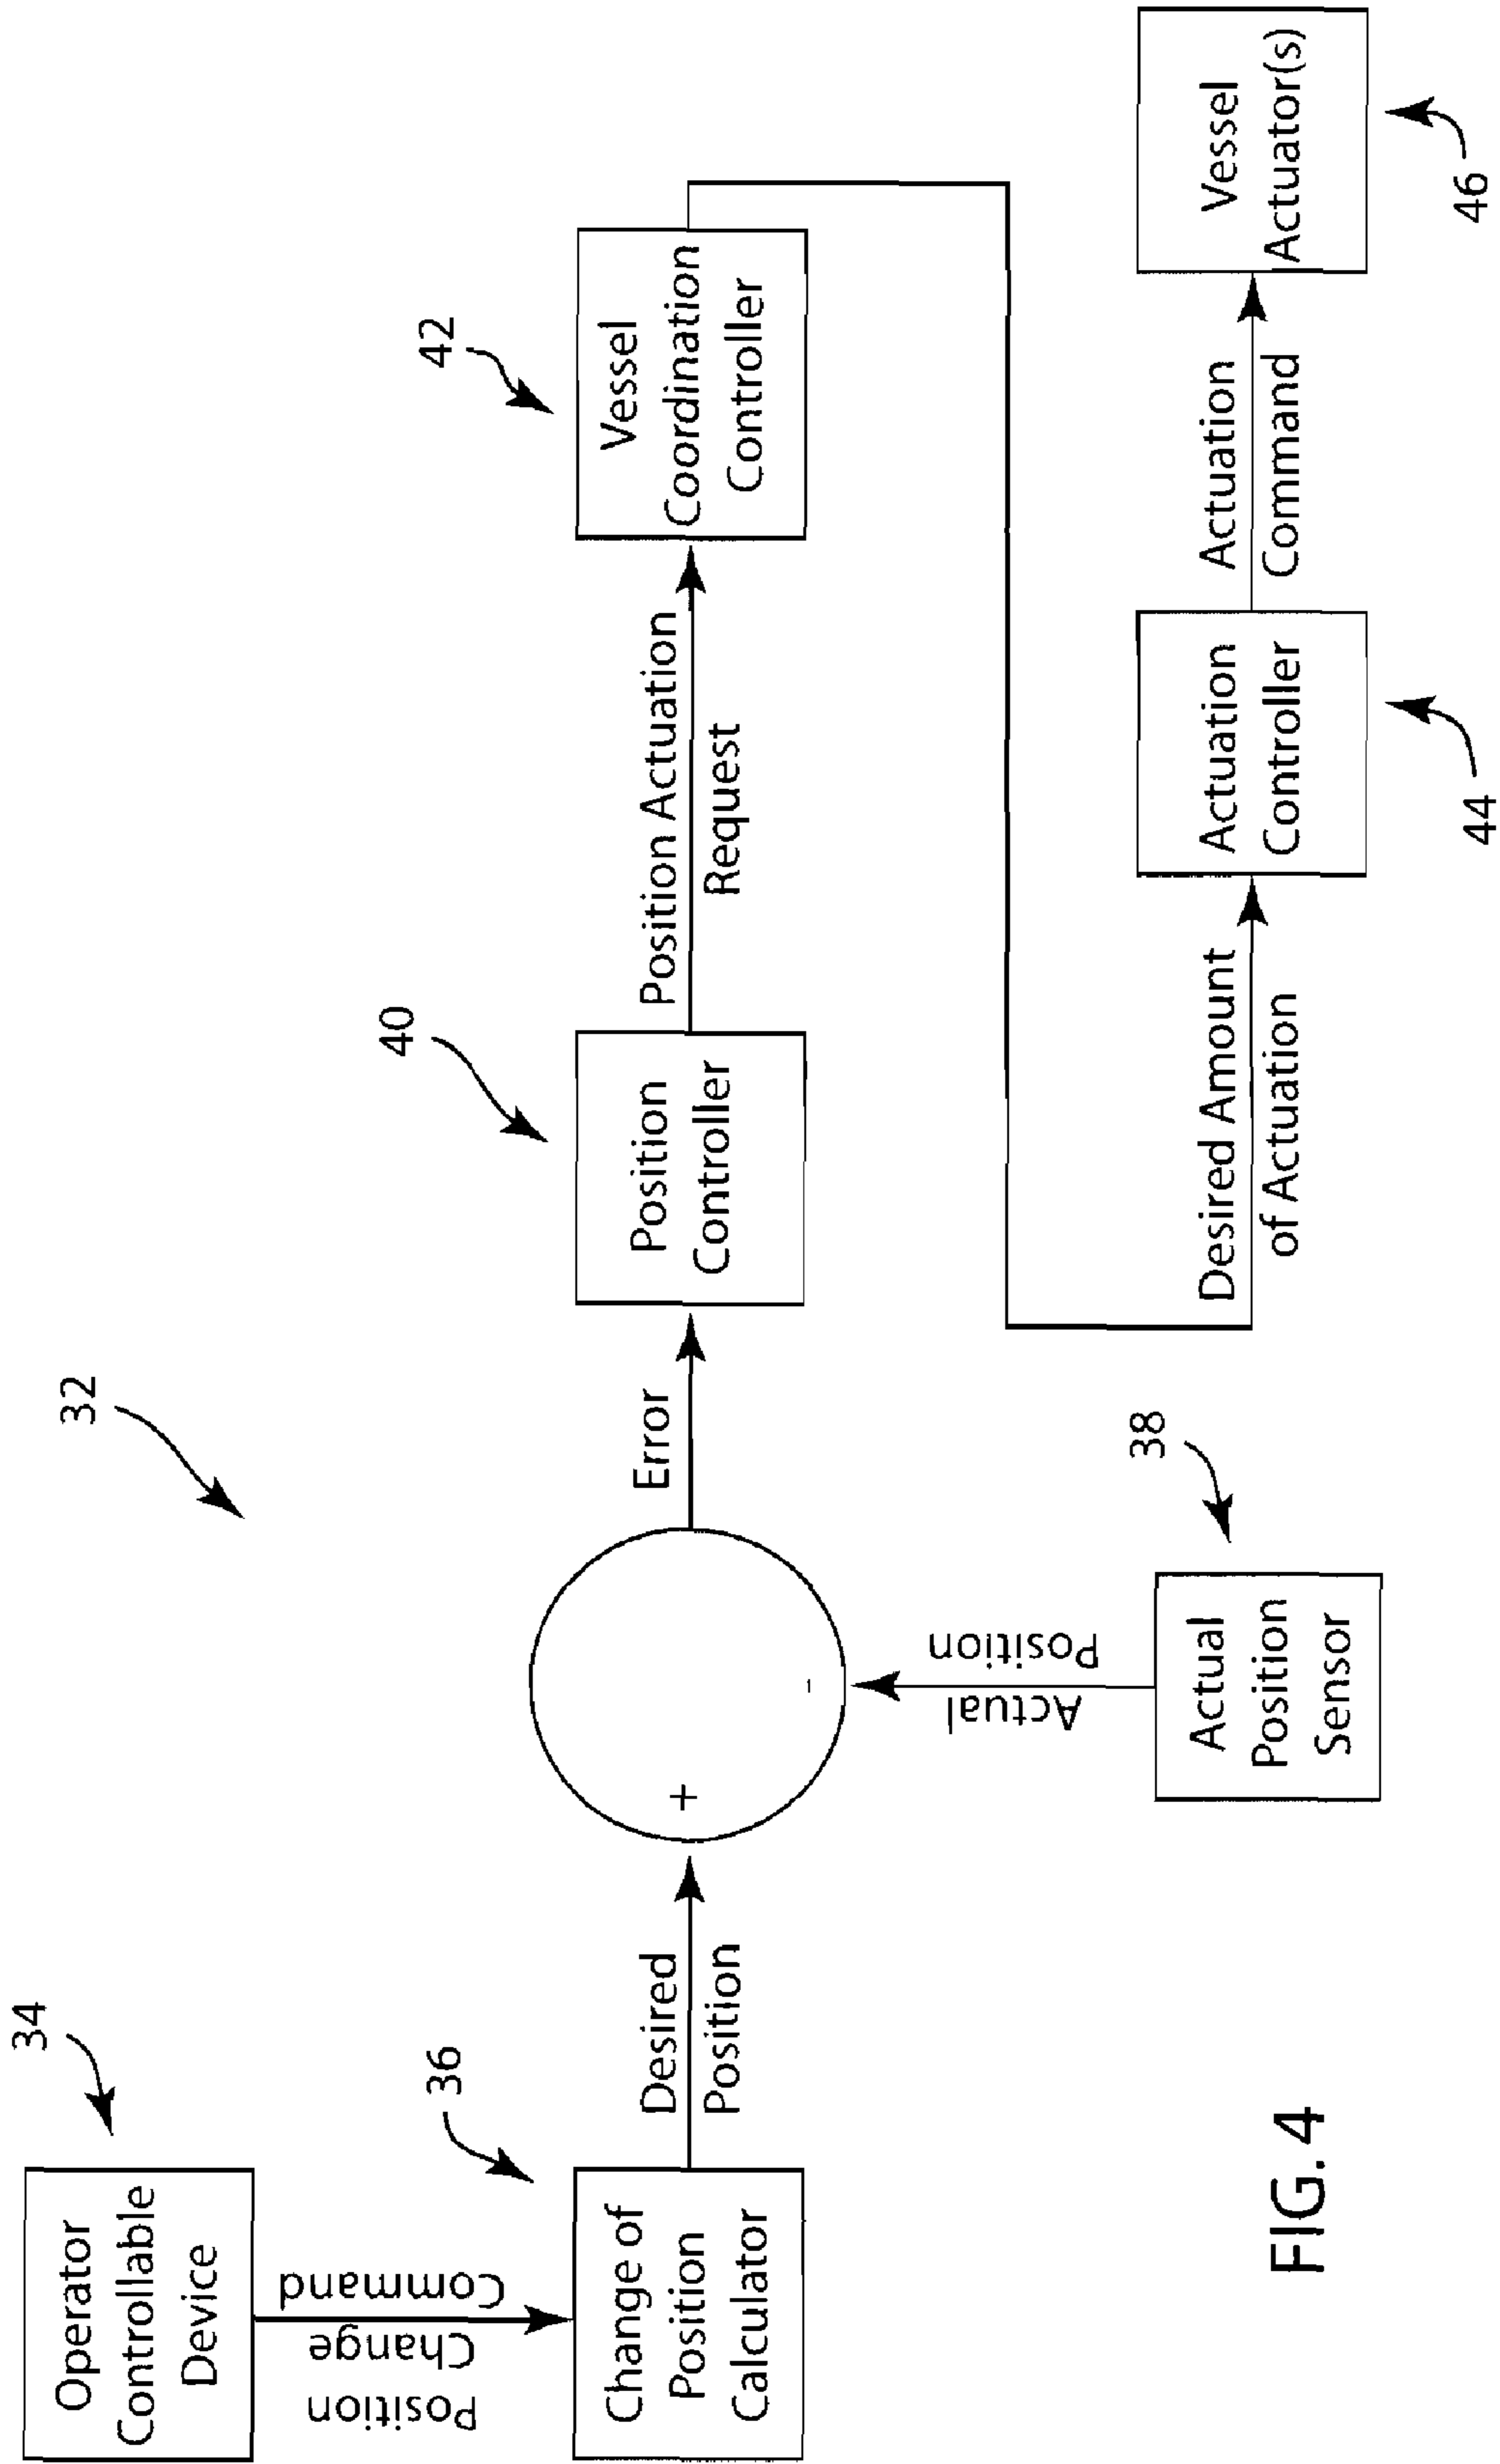 32
34
Operator
Controllable
Device
Position
Change
Command
36
Change of
Position
Calculator
Desired
Position
+
-
Actual
Position
38
Actual
Position
Sensor
Error
40
Position
Controller
Position Actuation
Request
42
Vessel
Coordination
Controller
Desired Amount
of Actuation
Actuation
Controller
44
Actuation
Command
Vessel
Actuator(s)
46
FIG. 4